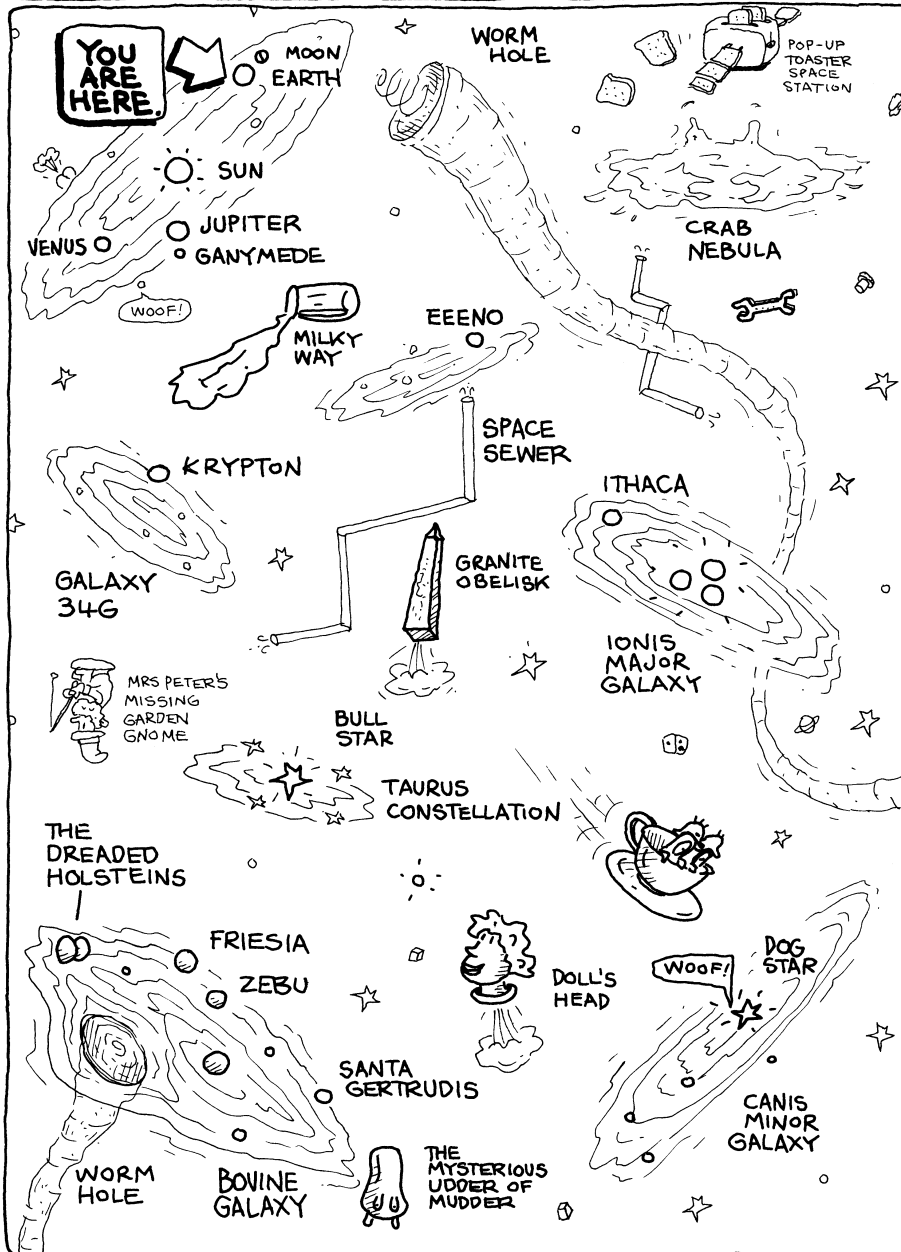 YOU
ARE
HERE.
MOON
EARTH
WORM
HOLE
POP-UP
TOASTER
SPACE
STATION
SUN
JUPITER
VENUS
GANYMEDE
WOOF!
CRAB
NEBULA
MILKY
WAY
EEENO
SPACE
SEWER
KRYPTON
ITHACA
GALAXY
34G
GRANITE
OBELISK
IONIS
MAJOR
GALAXY
MRS PETER'S
MISSING
GARDEN
GNOME
BULL
STAR
TAURUS
CONSTELLATION
THE
DREADED
HOLSTEINS
FRIESIA
ZEBU
DOLL'S
HEAD
WOOF!
DOG
STAR
SANTA
GERTRUDIS
CANIS
MINOR
GALAXY
WORM
HOLE
BOVINE
GALAXY
THE
MYSTERIOUS
UDDER OF
MUDDER